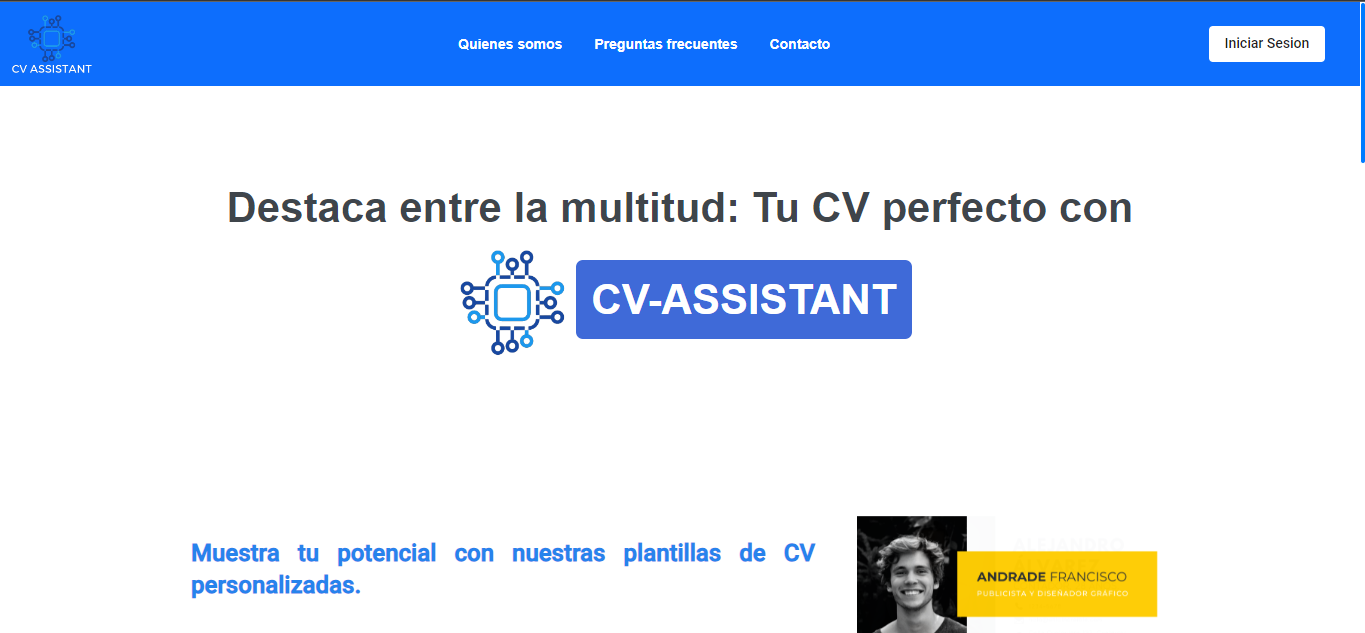 CV ASSISTANT
Quienes somos
Preguntas frecuentes
Contacto
Iniciar Sesion
Destaca entre la multitud: Tu CV perfecto con
CV-ASSISTANT
Muestra tu potencial con nuestras plantillas de CV
personalizadas.
ALEJANDRO
ANDRADE FRANCISCO
PUBLICISTA Y DISEÑADOR GRÁFICO